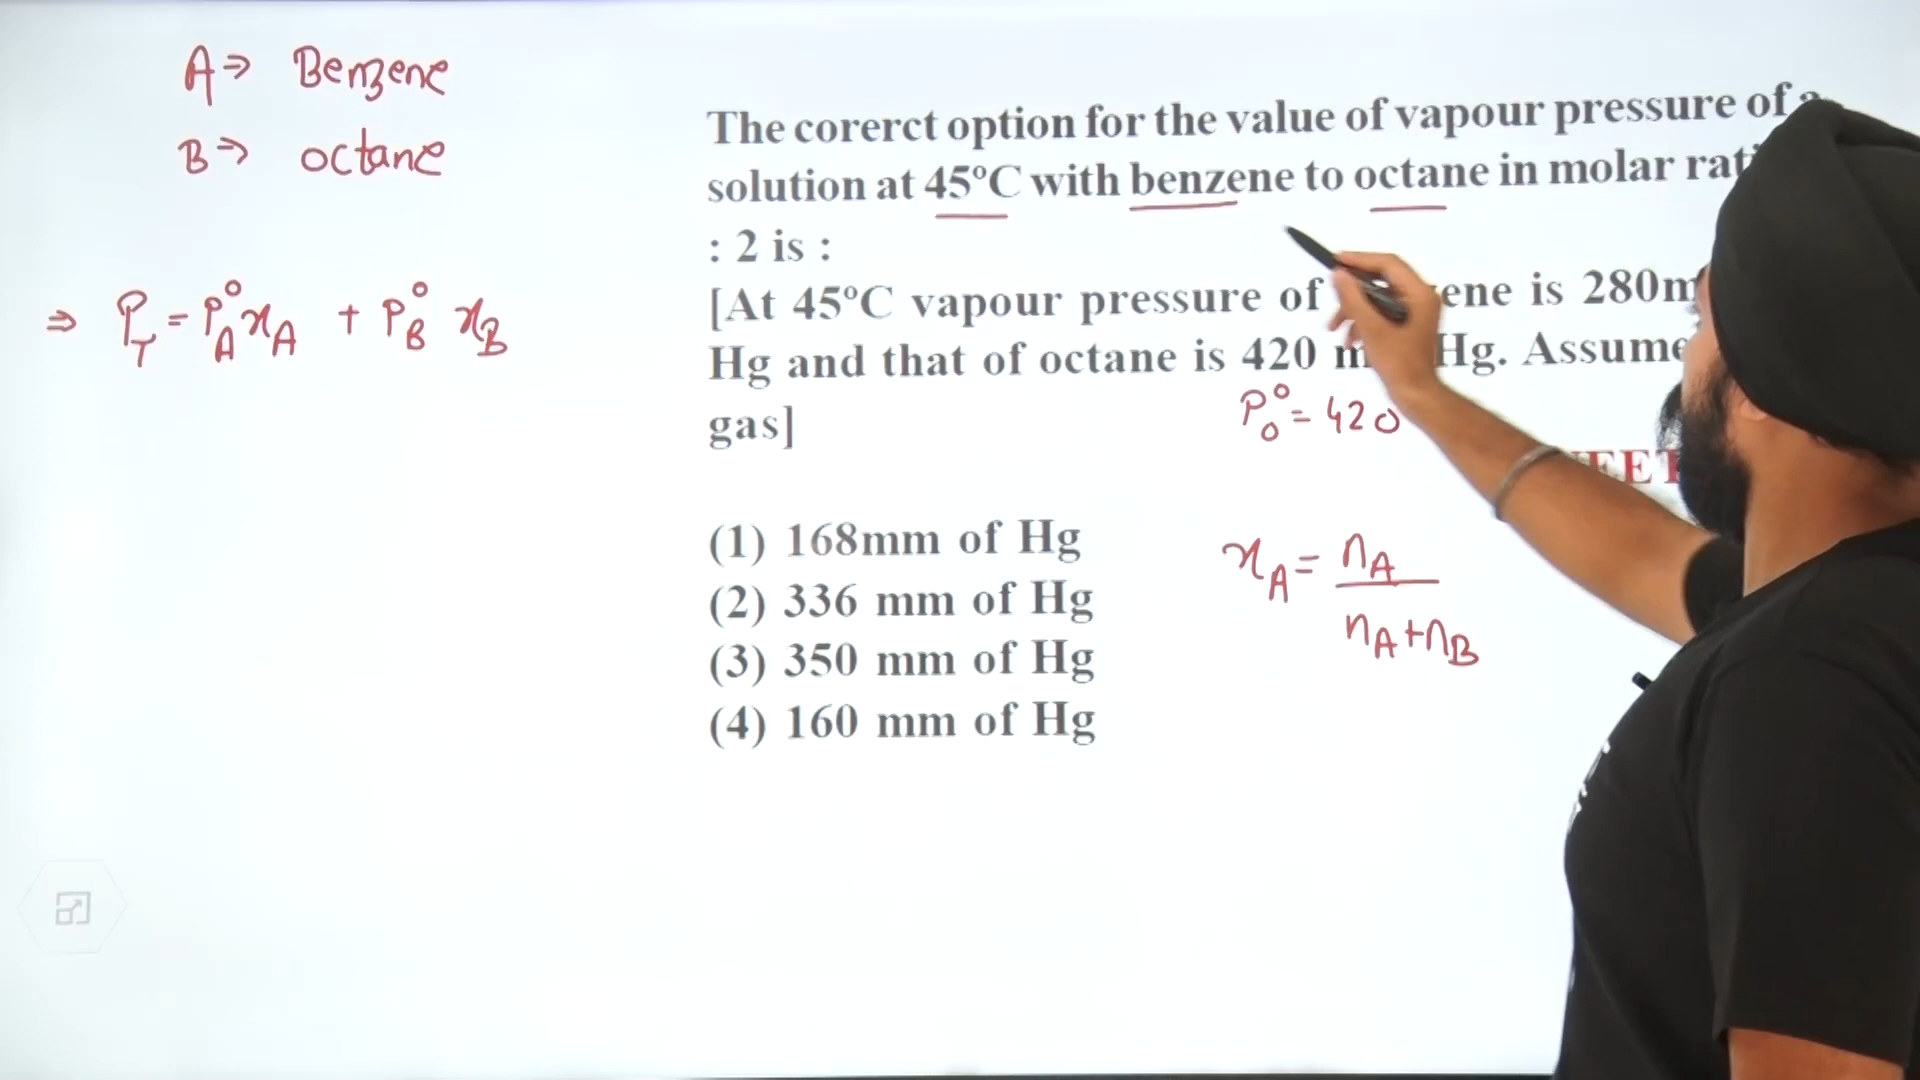 A ⇒ Benzene
B ⇒ octane
⇒ P_T = P°_A x_A + P°_B x_B
The corerct option for the value of vapour pressure of a
solution at 45°C with benzene to octane in molar rati
: 2 is :
[At 45°C vapour pressure of ene is 280m
Hg and that of octane is 420 m Hg. Assume
gas]
P°_o = 420
(1) 168mm of Hg
(2) 336 mm of Hg
(3) 350 mm of Hg
(4) 160 mm of Hg
x_A = n_A / n_A + n_B